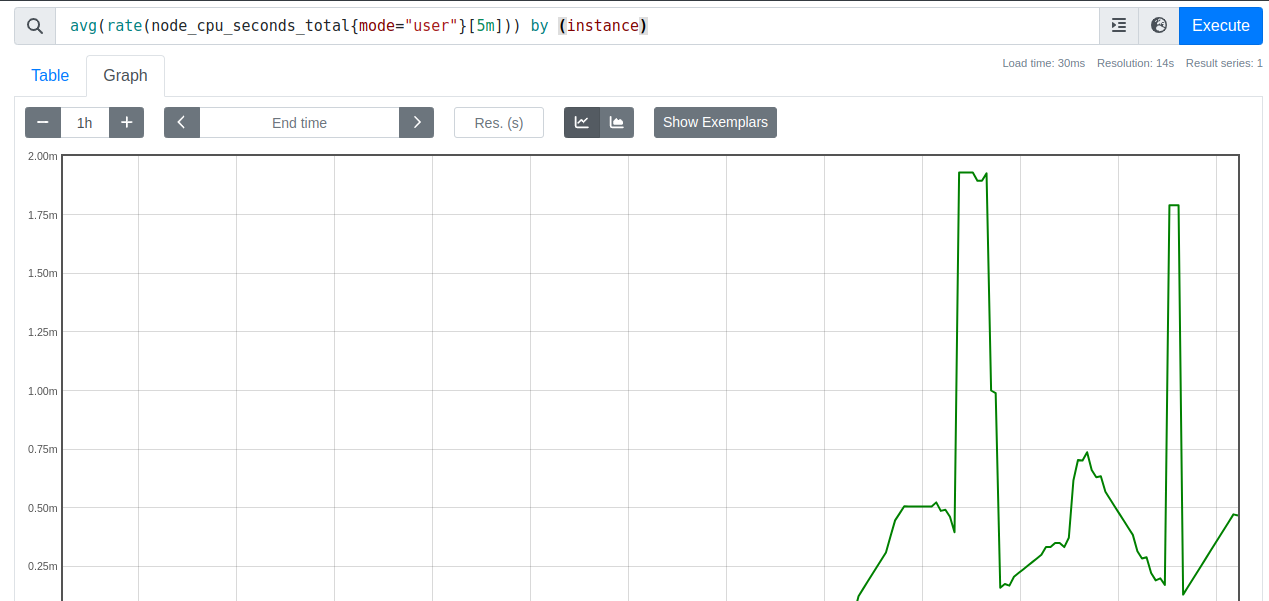 avg(rate(node_cpu_seconds_total{mode="user"}[5m])) by (instance)
Execute
Table
Graph
Load time: 30ms Resolution: 14s Result series: 1
1h
End time
Res. (s)
Show Exemplars
2.00m
1.75m
1.50m
1.25m
1.00m
0.75m
0.50m
0.25m